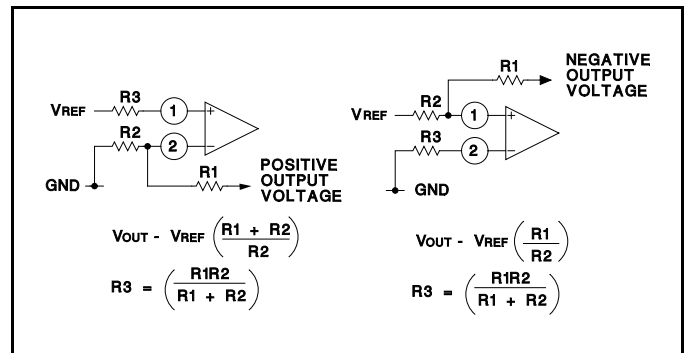 VREF
R3
1
+
R2
2
−
GND
R1
POSITIVE
OUTPUT
VOLTAGE
VOUT - VREF (R1 + R2 / R2)
R3 = (R1R2 / R1 + R2)
R1
NEGATIVE
OUTPUT
VOLTAGE
VREF
R2
1
+
R3
2
−
GND
VOUT - VREF (R1 / R2)
R3 = (R1R2 / R1 + R2)